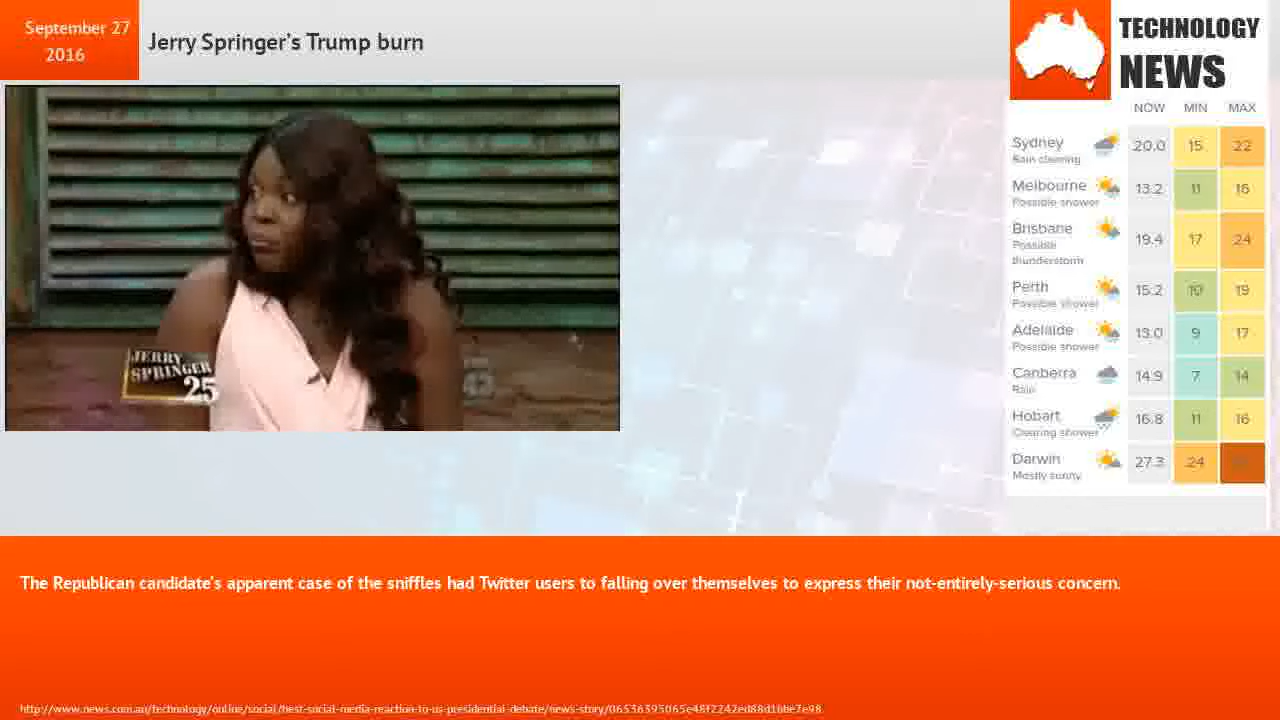 September 27
2016
Jerry Springer's Trump burn
TECHNOLOGY
NEWS
NOW MIN MAX
Sydney 20.0 15 22
Rain clearing
Melbourne 13.2 11 16
Possible shower
Brisbane 19.4 17 24
Possible
thunderstorm
Perth 15.2 10 19
Possible shower
Adelaide 13.0 9 17
Possible shower
Canberra 14.9 7 14
Rain
Hobart 16.8 11 16
Clearing shower
Darwin 27.3 24
Mostly sunny
JERRY
SPRINGER
25
The Republican candidate's apparent case of the sniffles had Twitter users to falling over themselves to express their not-entirely-serious concern.